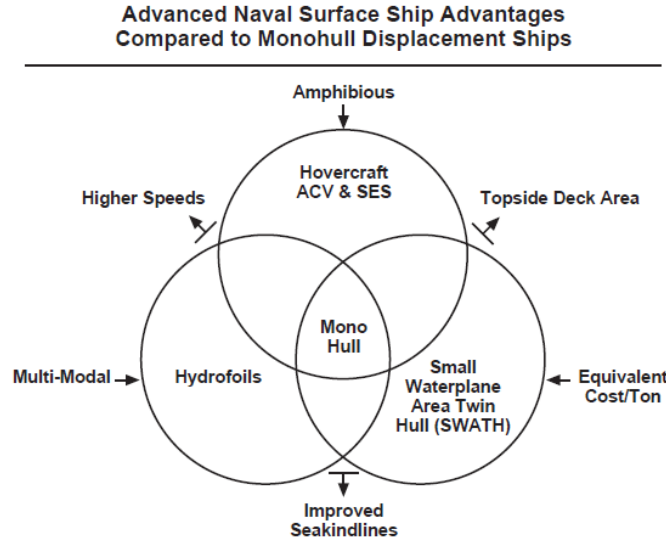 Advanced Naval Surface Ship Advantages
Compared to Monohull Displacement Ships
Amphibious
Hovercraft
ACV & SES
Higher Speeds
Topside Deck Area
Mono
Hull
Multi-Modal
Hydrofoils
Small
Waterplane
Area Twin
Hull (SWATH)
Equivalent
Cost/Ton
Improved
Seakindlines